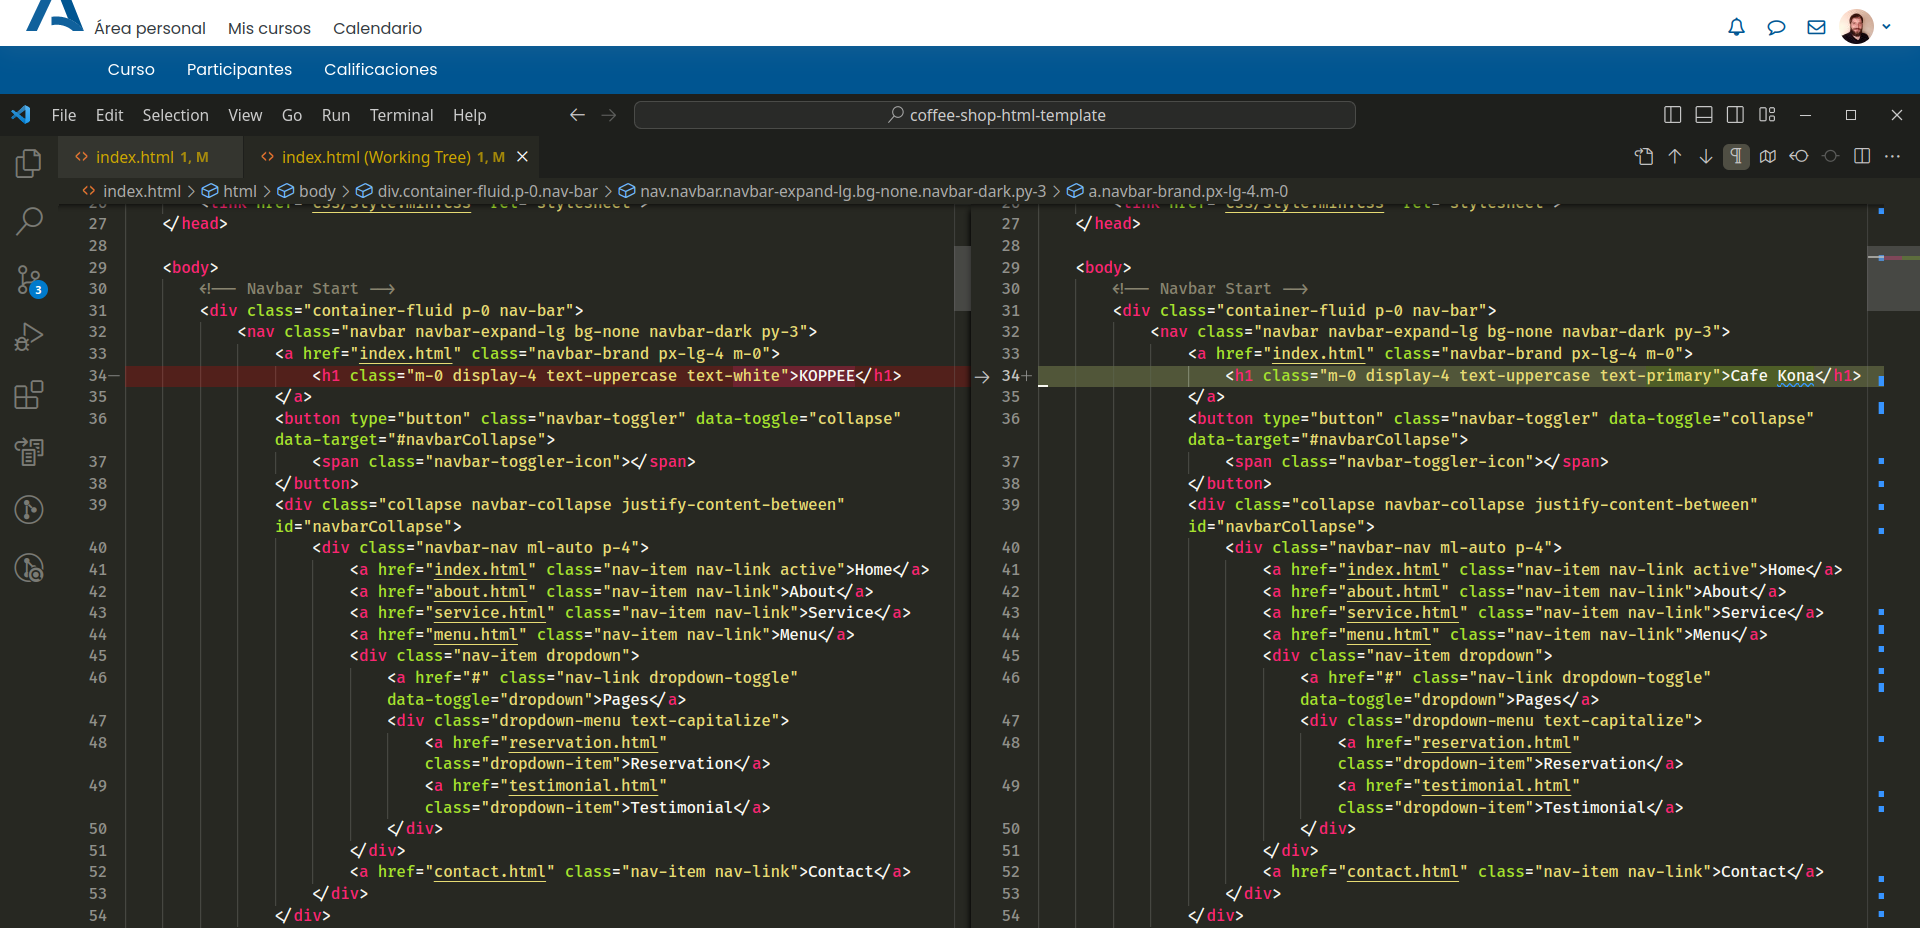 Área personal Mis cursos Calendario
Curso Participantes Calificaciones
File Edit Selection View Go Run Terminal Help coffee-shop-html-template
index.html 1, M index.html (Working Tree) 1, M
index.html > html > body > div.container-fluid.p-0.nav-bar > nav.navbar.navbar-expand-lg.bg-none.navbar-dark.py-3 > a.navbar-brand.px-lg-4.m-0
3
26 <link href="css/style.min.css" rel="stylesheet">
27 </head>
28
29 <body>
30 <!-- Navbar Start -->
31 <div class="container-fluid p-0 nav-bar">
32 <nav class="navbar navbar-expand-lg bg-none navbar-dark py-3">
33 <a href="index.html" class="navbar-brand px-lg-4 m-0">
34− <h1 class="m-0 display-4 text-uppercase text-white">KOPPEE</h1>
35 </a>
36 <button type="button" class="navbar-toggler" data-toggle="collapse"
data-target="#navbarCollapse">
37 <span class="navbar-toggler-icon"></span>
38 </button>
39 <div class="collapse navbar-collapse justify-content-between"
id="navbarCollapse">
40 <div class="navbar-nav ml-auto p-4">
41 <a href="index.html" class="nav-item nav-link active">Home</a>
42 <a href="about.html" class="nav-item nav-link">About</a>
43 <a href="service.html" class="nav-item nav-link">Service</a>
44 <a href="menu.html" class="nav-item nav-link">Menu</a>
45 <div class="nav-item dropdown">
46 <a href="#" class="nav-link dropdown-toggle"
data-toggle="dropdown">Pages</a>
47 <div class="dropdown-menu text-capitalize">
48 <a href="reservation.html"
class="dropdown-item">Reservation</a>
49 <a href="testimonial.html"
class="dropdown-item">Testimonial</a>
50 </div>
51 </div>
52 <a href="contact.html" class="nav-item nav-link">Contact</a>
53 </div>
54 </div>
26 <link href="css/style.min.css" rel="stylesheet">
27 </head>
28
29 <body>
30 <!-- Navbar Start -->
31 <div class="container-fluid p-0 nav-bar">
32 <nav class="navbar navbar-expand-lg bg-none navbar-dark py-3">
33 <a href="index.html" class="navbar-brand px-lg-4 m-0">
→ 34+ <h1 class="m-0 display-4 text-uppercase text-primary">Cafe Kona</h1>
35 </a>
36 <button type="button" class="navbar-toggler" data-toggle="collapse"
data-target="#navbarCollapse">
37 <span class="navbar-toggler-icon"></span>
38 </button>
39 <div class="collapse navbar-collapse justify-content-between"
id="navbarCollapse">
40 <div class="navbar-nav ml-auto p-4">
41 <a href="index.html" class="nav-item nav-link active">Home</a>
42 <a href="about.html" class="nav-item nav-link">About</a>
43 <a href="service.html" class="nav-item nav-link">Service</a>
44 <a href="menu.html" class="nav-item nav-link">Menu</a>
45 <div class="nav-item dropdown">
46 <a href="#" class="nav-link dropdown-toggle"
data-toggle="dropdown">Pages</a>
47 <div class="dropdown-menu text-capitalize">
48 <a href="reservation.html"
class="dropdown-item">Reservation</a>
49 <a href="testimonial.html"
class="dropdown-item">Testimonial</a>
50 </div>
51 </div>
52 <a href="contact.html" class="nav-item nav-link">Contact</a>
53 </div>
54 </div>